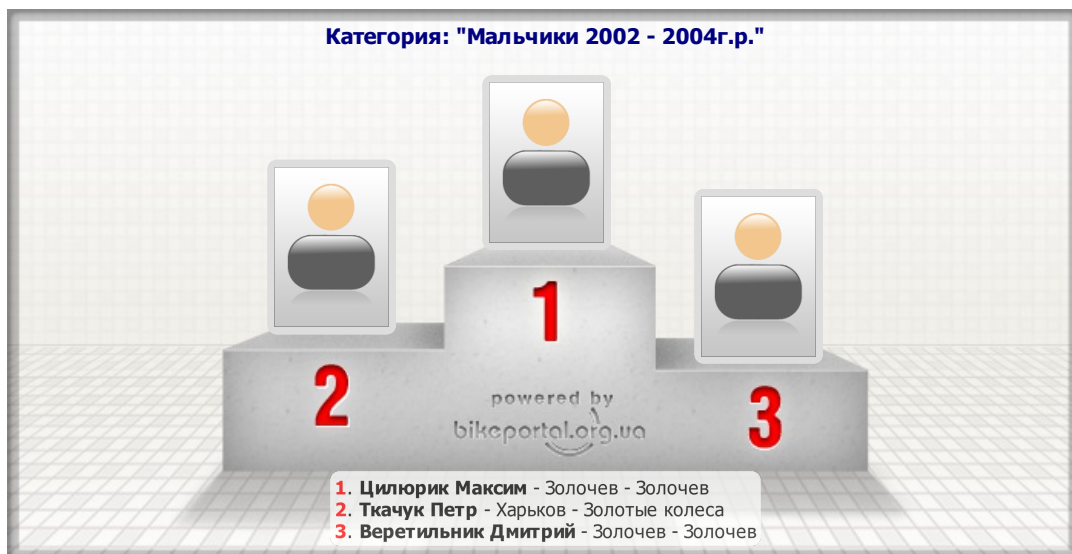 Категория: "Мальчики 2002 - 2004г.р."
1
2
3
powered by
bikeportal.org.ua
1. Цилюрик Максим - Золочев - Золочев
2. Ткачук Петр - Харьков - Золотые колеса
3. Веретильник Дмитрий - Золочев - Золочев